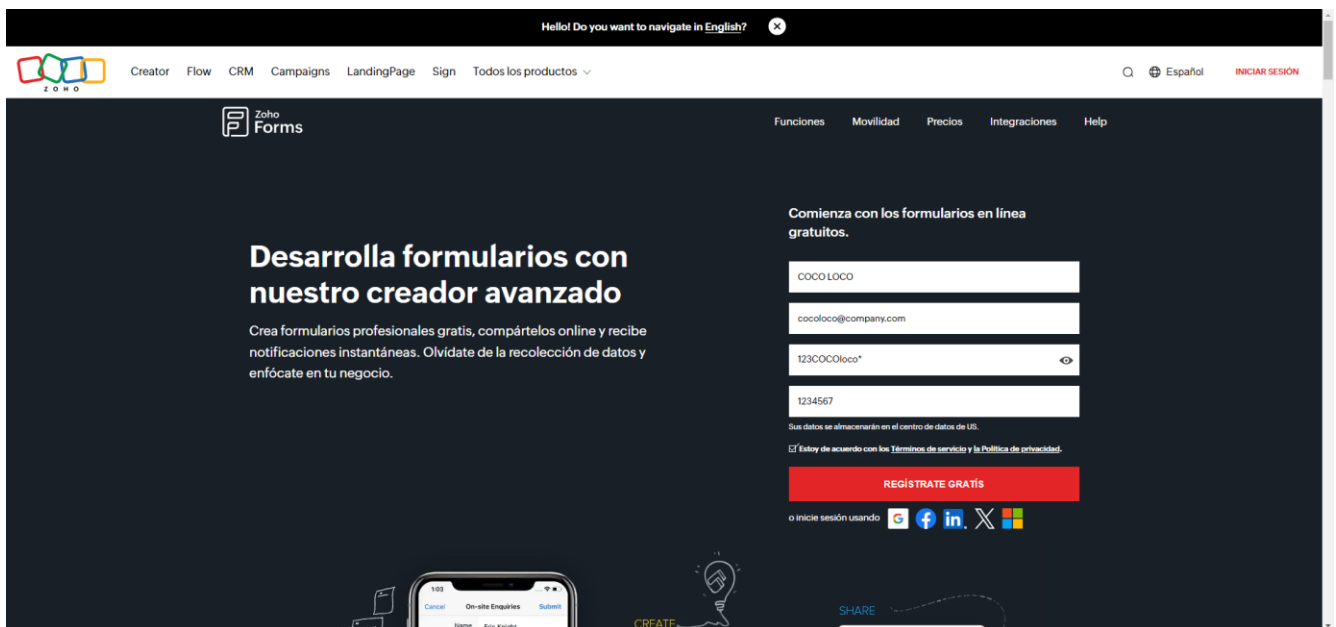 Hello! Do you want to navigate in English?
ZOHO
Creator Flow CRM Campaigns LandingPage Sign Todos los productos
Español INICIAR SESIÓN
Zoho
Forms
Funciones Movilidad Precios Integraciones Help
Comienza con los formularios en línea
gratuitos.
Desarrolla formularios con
nuestro creador avanzado
Crea formularios profesionales gratis, compártelos online y recibe
notificaciones instantáneas. Olvídate de la recolección de datos y
enfócate en tu negocio.
COCO LOCO
cocoloco@company.com
123COCOloco*
1234567
Sus datos se almacenarán en el centro de datos de US.
Estoy de acuerdo con los Términos de servicio y la Política de privacidad.
REGÍSTRATE GRATÍS
o inicie sesión usando
1:03
Cancel On-site Enquiries Submit
Name Eric Knight
CREATE
SHARE